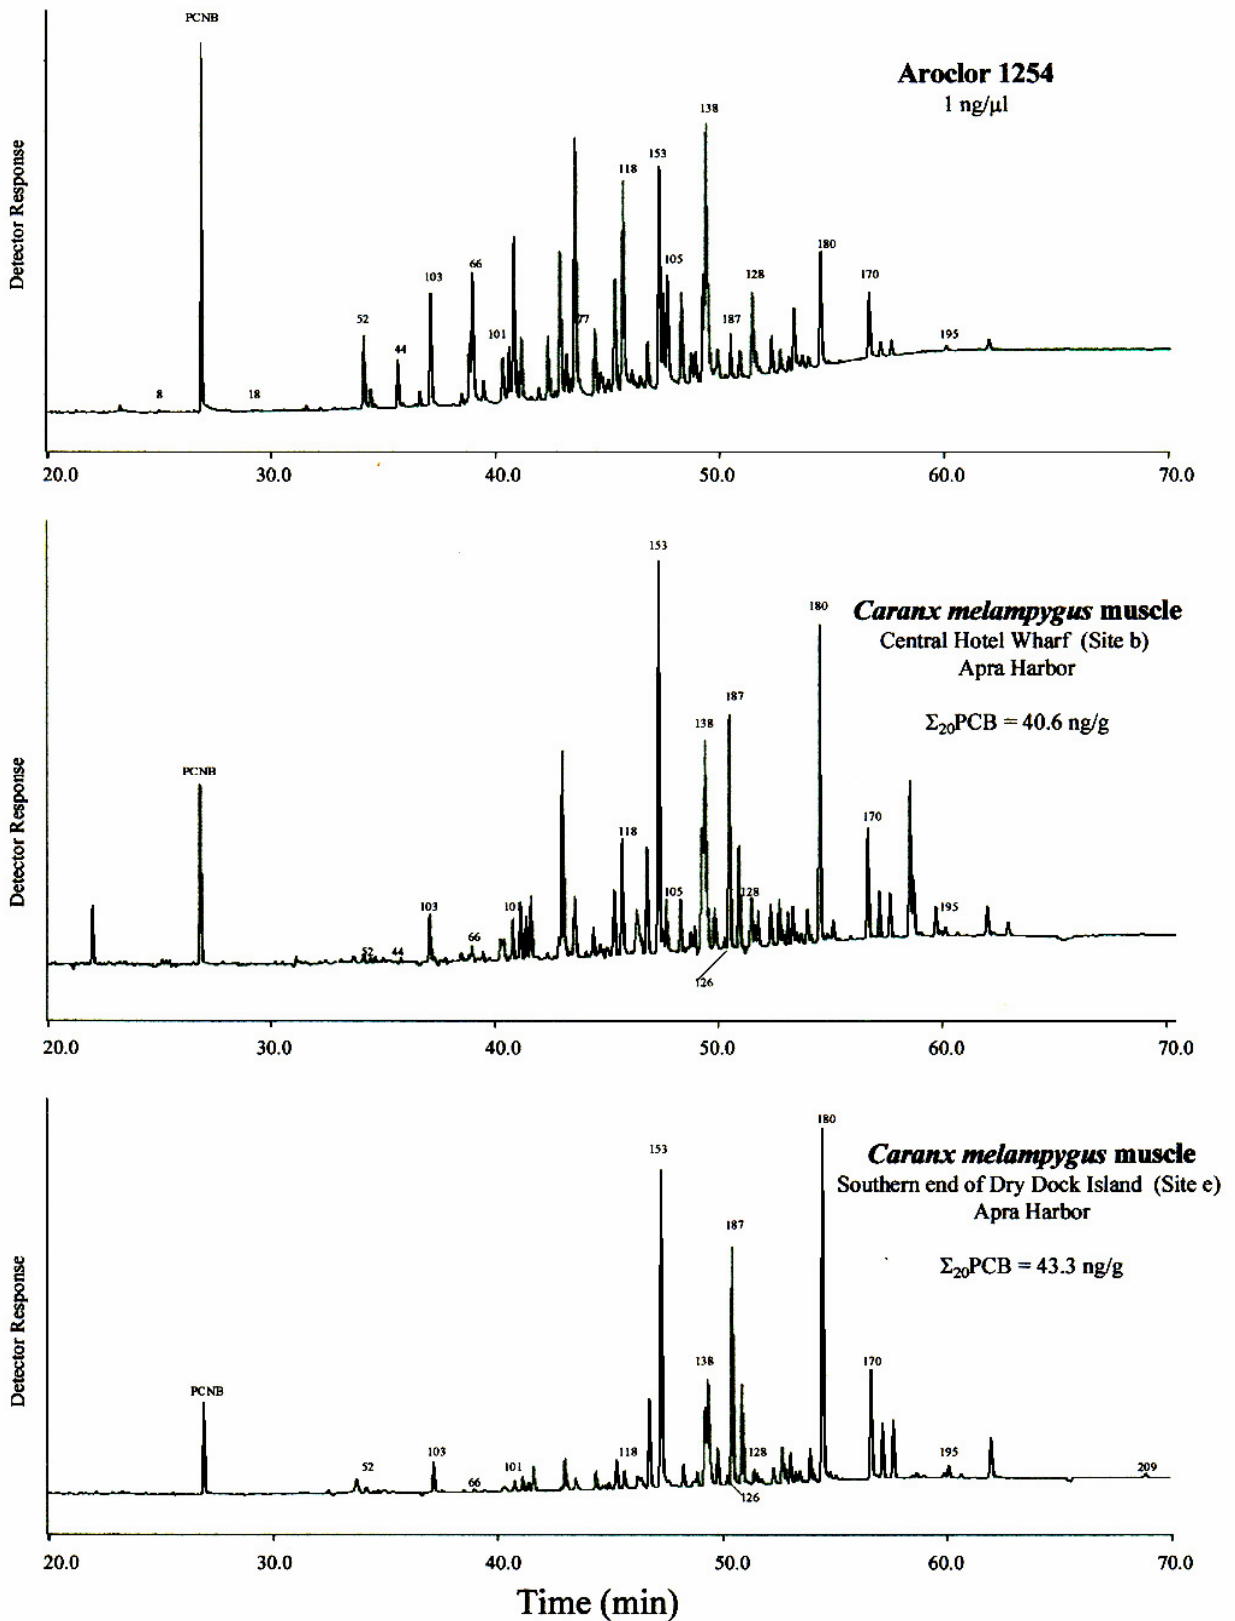 PCNB
Aroclor 1254
1 ng/µl
138
153
118
105
66
103
180
128
170
52
101
77
187
44
195
8
18
Detector Response
20.0 30.0 40.0 50.0 60.0 70.0
153
Caranx melampygus muscle
180
Central Hotel Wharf (Site b)
Apra Harbor
187
138
Σ20PCB = 40.6 ng/g
PCNB
170
118
103
101
105
128
195
66
52
44
126
Detector Response
20.0 30.0 40.0 50.0 60.0 70.0
180
153
Caranx melampygus muscle
Southern end of Dry Dock Island (Site e)
Apra Harbor
187
Σ20PCB = 43.3 ng/g
138
170
PCNB
103
118
128
195
52
101
66
126
209
Detector Response
20.0 30.0 40.0 50.0 60.0 70.0
Time (min)